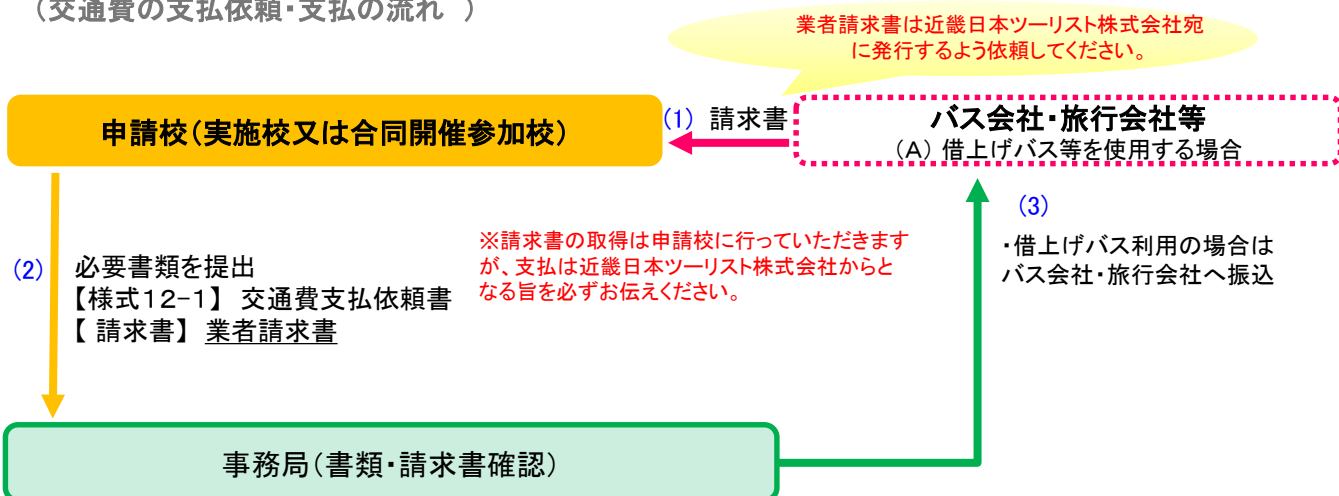 （交通費の支払依頼・支払の流れ ）
業者請求書は近畿日本ツーリスト株式会社宛
に発行するよう依頼してください。
申請校（実施校又は合同開催参加校）
（1） 請求書
バス会社・旅行会社等
（A） 借上げバス等を使用する場合
（2）
必要書類を提出
【様式１２－１】 交通費支払依頼書
【 請求書】 業者請求書
※請求書の取得は申請校に行っていただきます
が、支払は近畿日本ツーリスト株式会社からと
なる旨を必ずお伝えください。
（3）
・借上げバス利用の場合は
バス会社・旅行会社へ振込
事務局（書類・請求書確認）